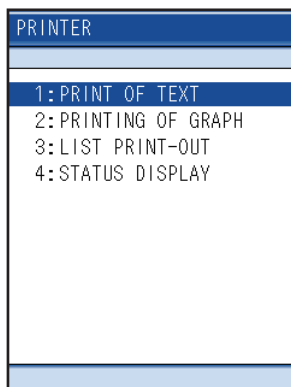 PRINTER
1:PRINT OF TEXT
2:PRINTING OF GRAPH
3:LIST PRINT-OUT
4:STATUS DISPLAY